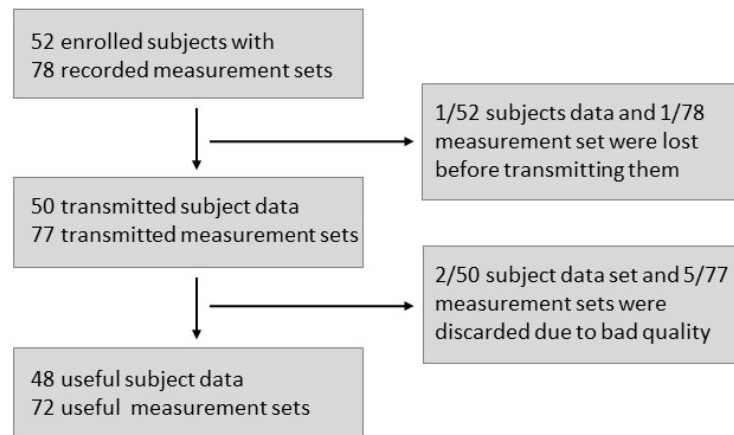 52 enrolled subjects with
78 recorded measurement sets
1/52 subjects data and 1/78
measurement set were lost
before transmitting them
50 transmitted subject data
77 transmitted measurement sets
2/50 subject data set and 5/77
measurement sets were
discarded due to bad quality
48 useful subject data
72 useful measurement sets